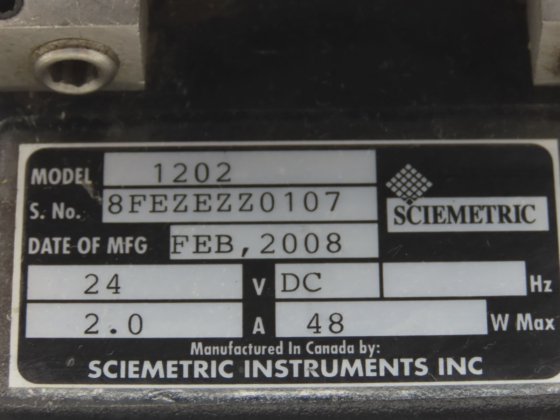 MODEL 1202
S. No. 8FEZEZZ0107
SCIEMETRIC
DATE OF MFG FEB, 2008
24 V DC Hz
2.0 A 48 W Max
Manufactured In Canada by:
SCIEMETRIC INSTRUMENTS INC